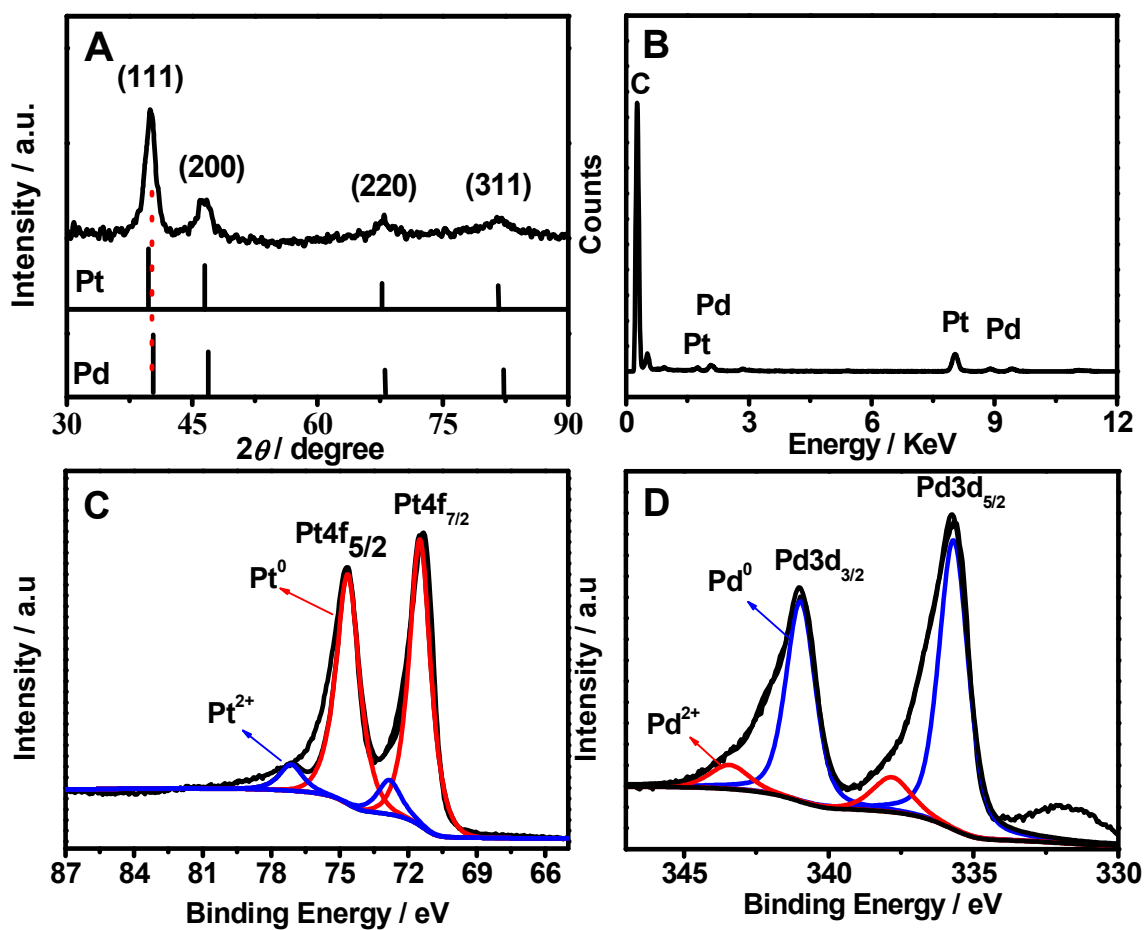 A
(111)
(200)
(220)
(311)
Intensity / a.u.
Pt
Pd
30 45 60 75 90
2θ / degree
B
C
Counts
Pd
Pt
Pt
Pd
0 3 6 9 12
Energy / KeV
C
Pt4f7/2
Pt4f5/2
Pt0
Pt2+
Intensity / a.u
87 84 81 78 75 72 69 66
Binding Energy / eV
D
Pd3d5/2
Pd3d3/2
Pd0
Pd2+
Intensity / a.u
345 340 335 330
Binding Energy / eV